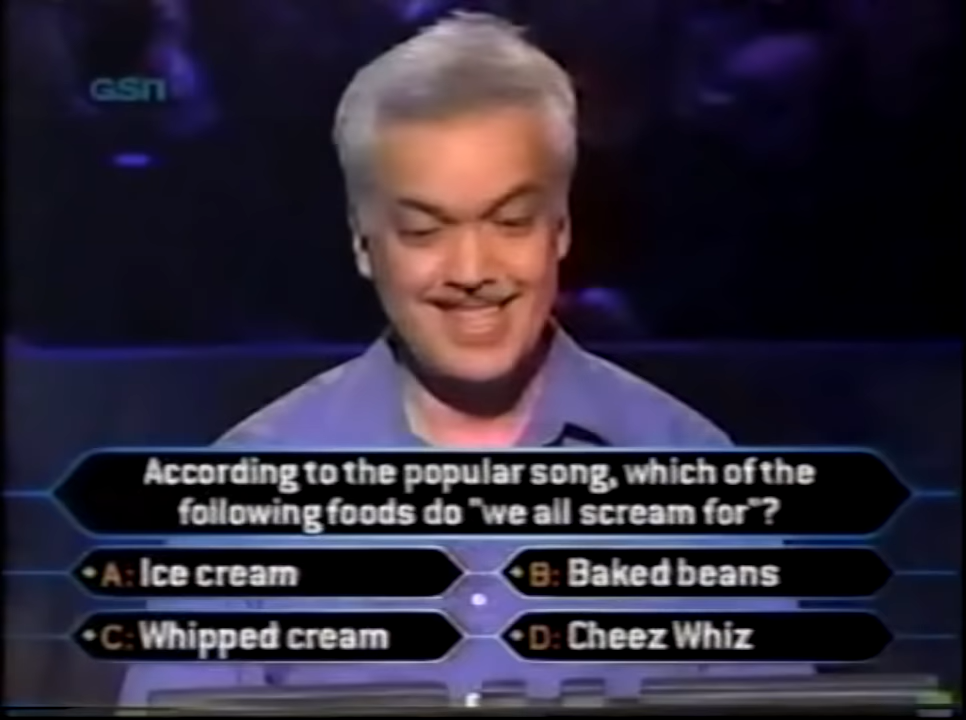 GSN
According to the popular song, which of the
following foods do "we all scream for"?
A: Ice cream
B: Baked beans
C: Whipped cream
D: Cheez Whiz